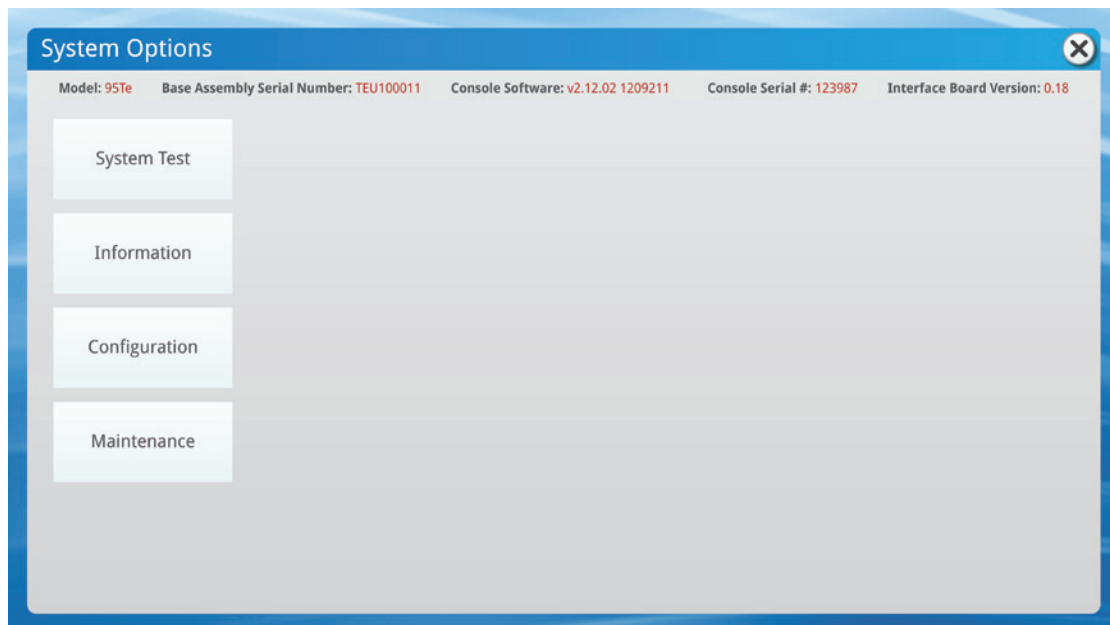 System Options
Model: 95Te Base Assembly Serial Number: TEU100011 Console Software: v2.12.02 1209211 Console Serial #: 123987 Interface Board Version: 0.18
System Test
Information
Configuration
Maintenance